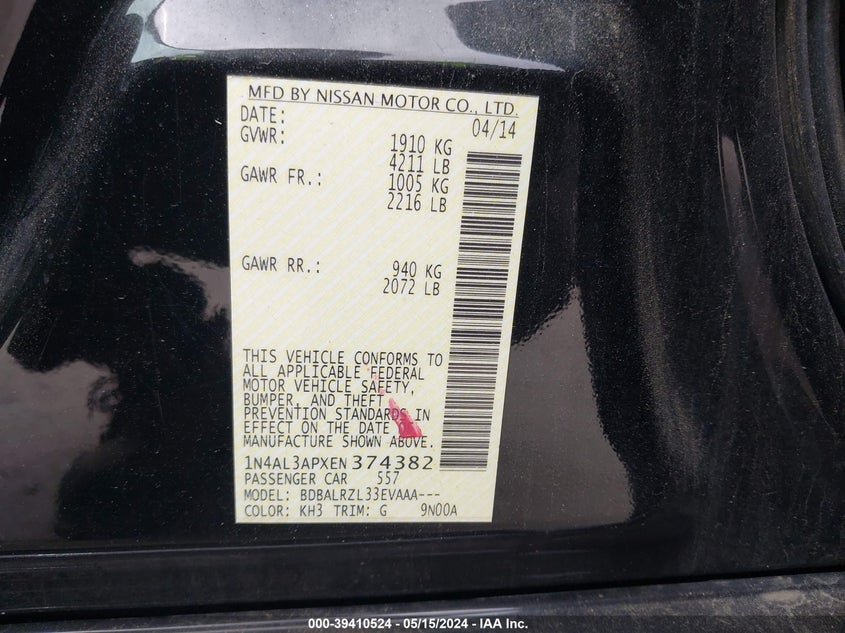 MFD BY NISSAN MOTOR CO., LTD.
DATE: 04/14
GVWR: 1910 KG
4211 LB
GAWR FR.: 1005 KG
2216 LB
GAWR RR.: 940 KG
2072 LB
THIS VEHICLE CONFORMS TO
ALL APPLICABLE FEDERAL
MOTOR VEHICLE SAFETY,
BUMPER, AND THEFT
PREVENTION STANDARDS IN
EFFECT ON THE DATE OF
MANUFACTURE SHOWN ABOVE.
1N4AL3APXEN374382
PASSENGER CAR 557
MODEL: BDBALRZL33EVAAA---
COLOR: KH3 TRIM: G 9N00A
000-39410524 - 05/15/2024 - IAA Inc.